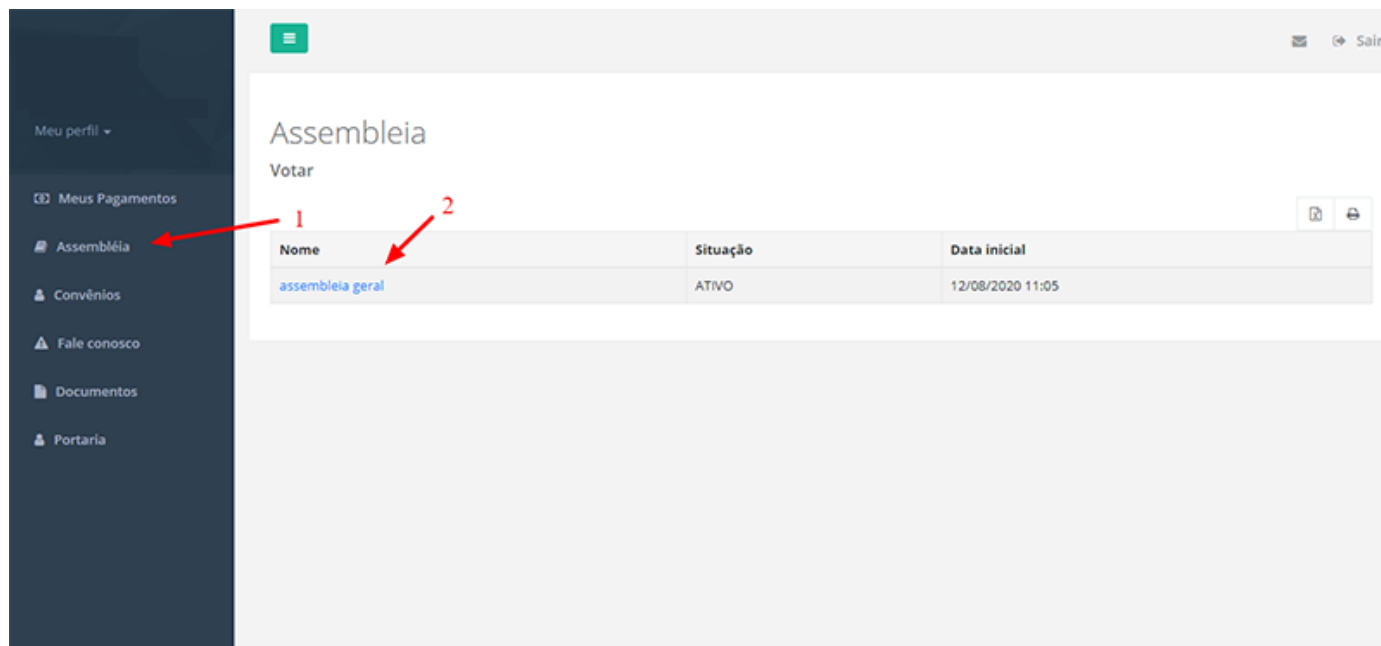 Sair
Meu perfil
Meus Pagamentos
Assembléia
Convênios
Fale conosco
Documentos
Portaria
Assembleia
Votar
1
2
Nome Situação Data inicial
assembleia geral ATIVO 12/08/2020 11:05